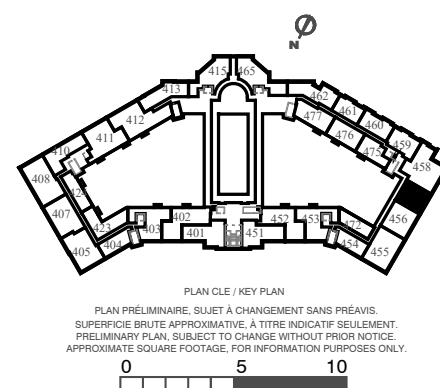 N
415 465
413 462
412 477 461
411 476 460
410 475 459
408 458
424
407 402 452 456
423 403 453 472
405 404 401 451 454 455
PLAN CLE / KEY PLAN
PLAN PRÉLIMINAIRE, SUJET À CHANGEMENT SANS PRÉAVIS.
SUPERFICIE BRUTE APPROXIMATIVE, À TITRE INDICATIF SEULEMENT.
PRELIMINARY PLAN, SUBJECT TO CHANGE WITHOUT PRIOR NOTICE.
APPROXIMATE SQUARE FOOTAGE, FOR INFORMATION PURPOSES ONLY.
0 5 10